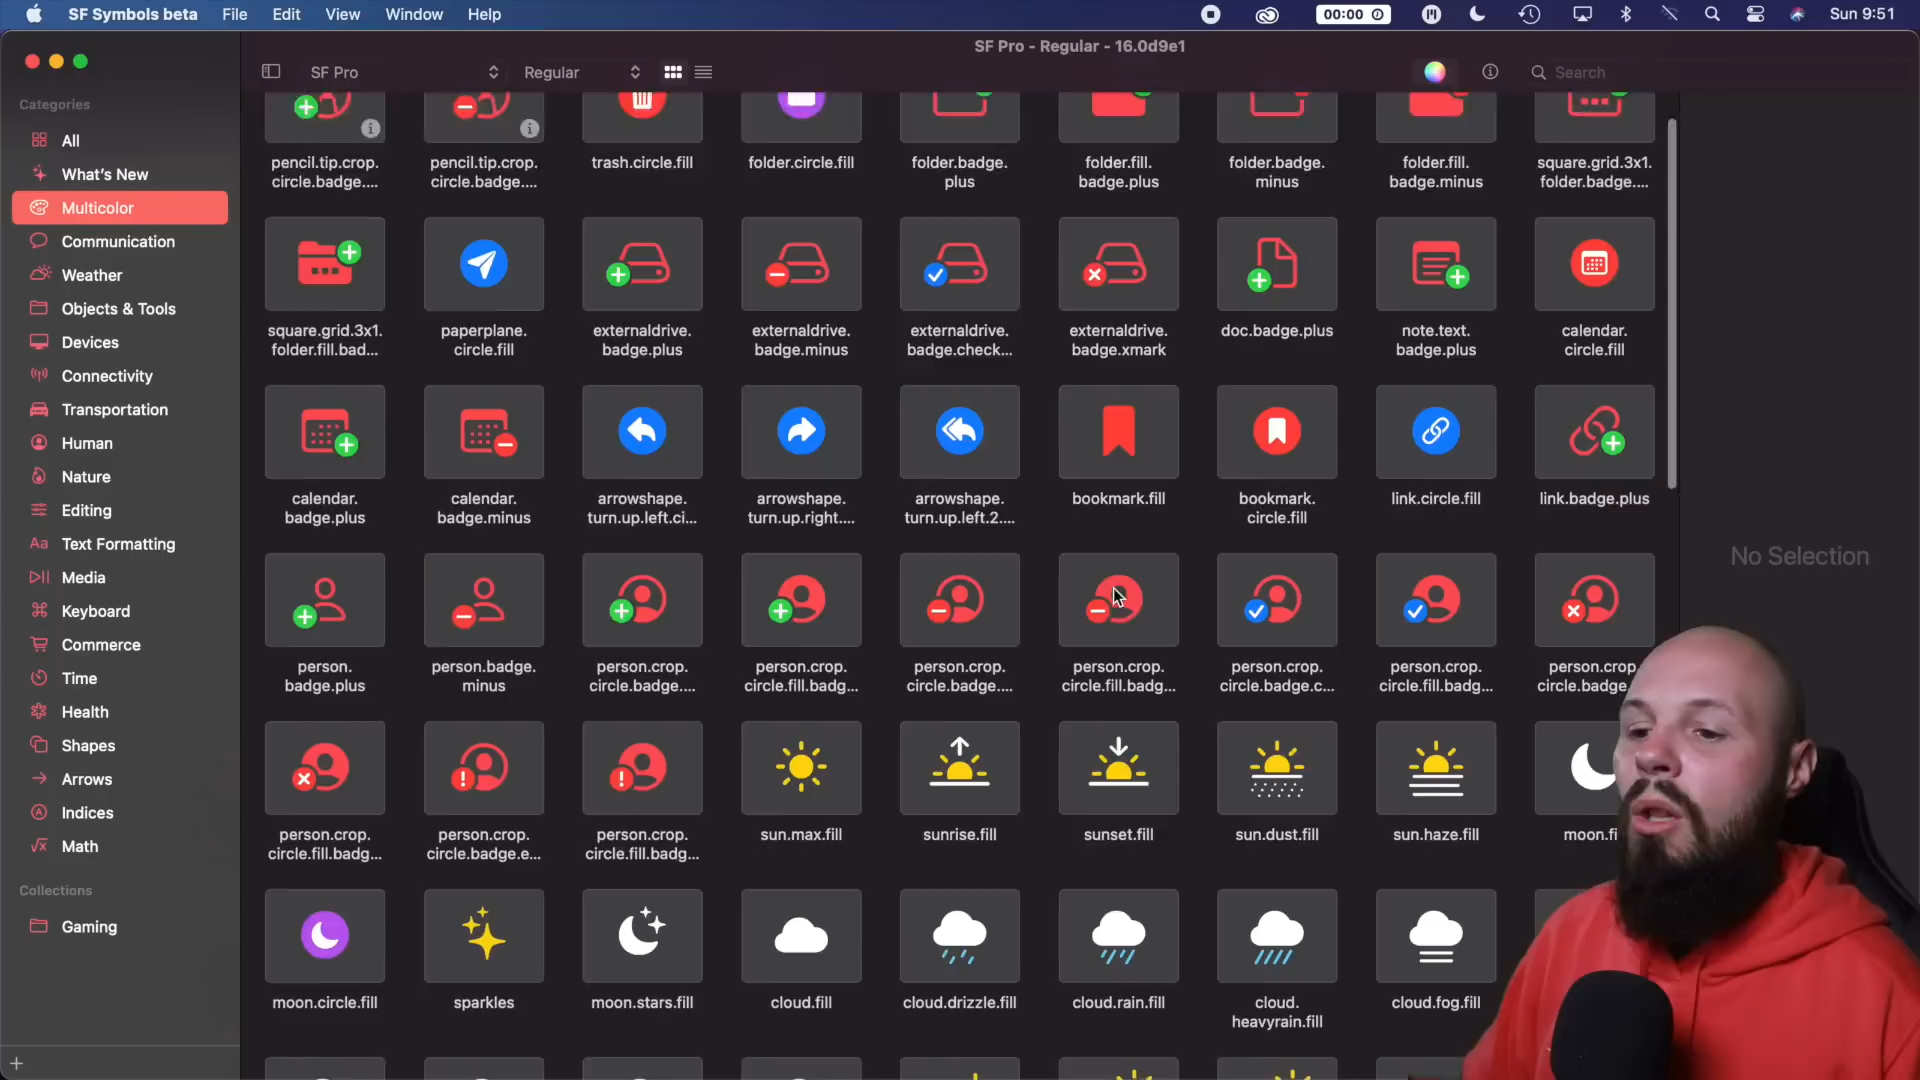 SF Symbols beta File Edit View Window Help 00:00 Sun 9:51
SF Pro - Regular - 16.0d9e1
SF Pro Regular Search
Categories
All
What's New
Multicolor
Communication
Weather
Objects & Tools
Devices
Connectivity
Transportation
Human
Nature
Editing
Aa Text Formatting
Media
Keyboard
Commerce
Time
Health
Shapes
Arrows
Indices
Math
Collections
Gaming
pencil.tip.crop.
circle.badge....
pencil.tip.crop.
circle.badge....
trash.circle.fill
folder.circle.fill
folder.badge.
plus
folder.fill.
badge.plus
folder.badge.
minus
folder.fill.
badge.minus
square.grid.3x1.
folder.badge....
square.grid.3x1.
folder.fill.bad...
paperplane.
circle.fill
externaldrive.
badge.plus
externaldrive.
badge.minus
externaldrive.
badge.check...
externaldrive.
badge.xmark
doc.badge.plus
note.text.
badge.plus
calendar.
circle.fill
calendar.
badge.plus
calendar.
badge.minus
arrowshape.
turn.up.left.ci...
arrowshape.
turn.up.right....
arrowshape.
turn.up.left.2....
bookmark.fill
bookmark.
circle.fill
link.circle.fill
link.badge.plus
person.
badge.plus
person.badge.
minus
person.crop.
circle.badge....
person.crop.
circle.fill.badg...
person.crop.
circle.badge....
person.crop.
circle.fill.badg...
person.crop.
circle.badge.c...
person.crop.
circle.fill.badg...
person.crop.
circle.badge
person.crop.
circle.fill.badg...
person.crop.
circle.badge.e...
person.crop.
circle.fill.badg...
sun.max.fill
sunrise.fill
sunset.fill
sun.dust.fill
sun.haze.fill
moon.fi
moon.circle.fill
sparkles
moon.stars.fill
cloud.fill
cloud.drizzle.fill
cloud.rain.fill
cloud.
heavyrain.fill
cloud.fog.fill
No Selection